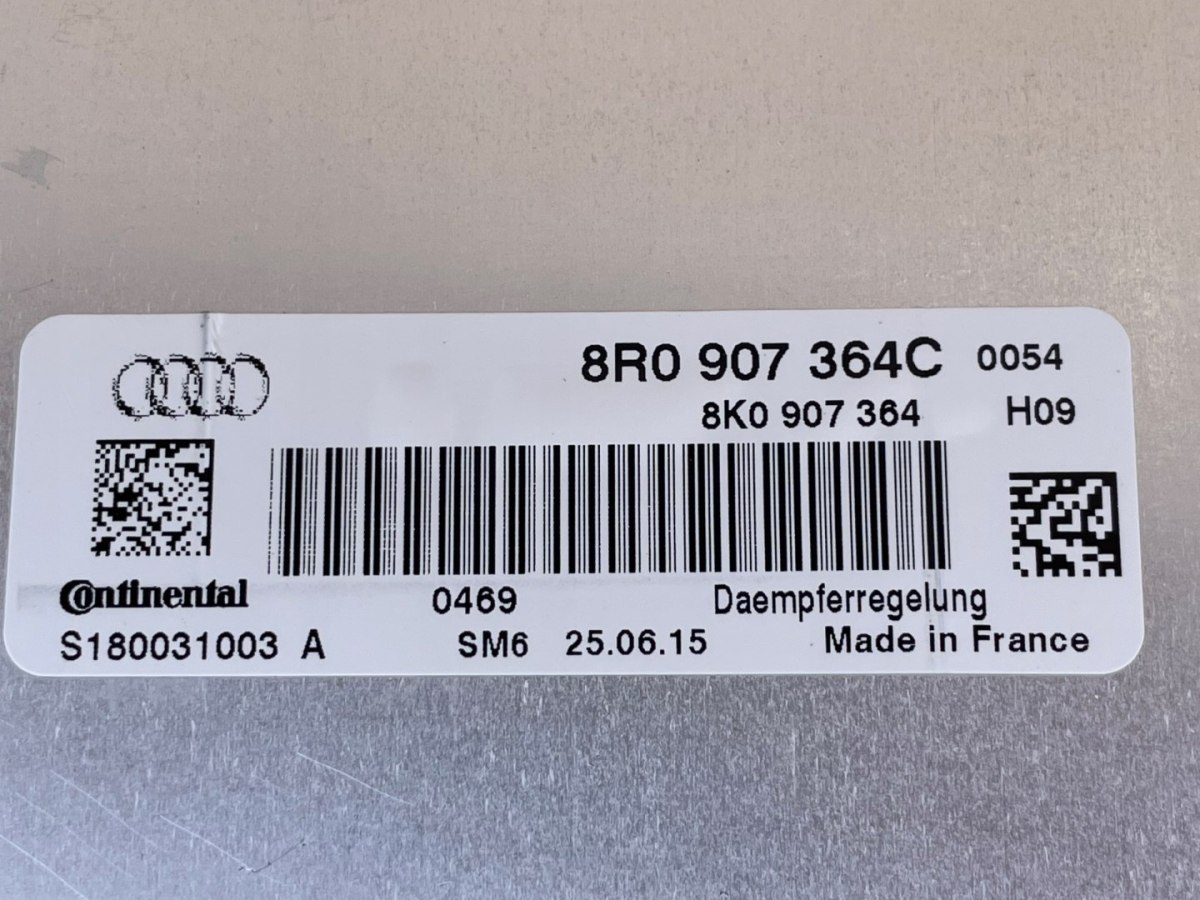 8R0 907 364C 0054
8K0 907 364 H09
Continental 0469 Daempferregelung
S180031003 A SM6 25.06.15 Made in France